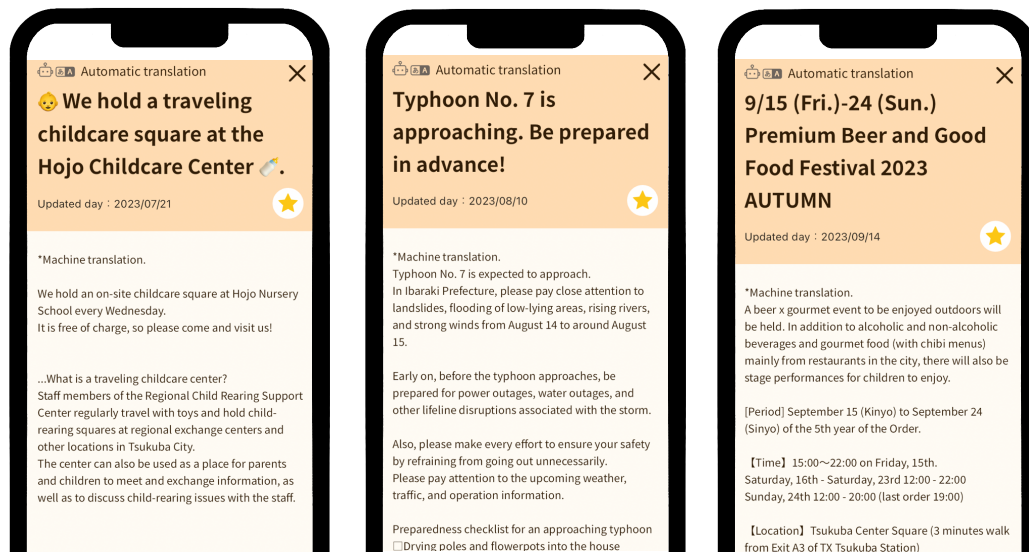 Automatic translation
We hold a traveling
childcare square at the
Hojo Childcare Center 🍼.
Updated day：2023/07/21
*Machine translation.
We hold an on-site childcare square at Hojo Nursery
School every Wednesday.
It is free of charge, so please come and visit us!
...What is a traveling childcare center?
Staff members of the Regional Child Rearing Support
Center regularly travel with toys and hold child-
rearing squares at regional exchange centers and
other locations in Tsukuba City.
The center can also be used as a place for parents
and children to meet and exchange information, as
well as to discuss child-rearing issues with the staff.
Automatic translation
Typhoon No. 7 is
approaching. Be prepared
in advance!
Updated day：2023/08/10
*Machine translation.
Typhoon No. 7 is expected to approach.
In Ibaraki Prefecture, please pay close attention to
landslides, flooding of low-lying areas, rising rivers,
and strong winds from August 14 to around August
15.
Early on, before the typhoon approaches, be
prepared for power outages, water outages, and
other lifeline disruptions associated with the storm.
Also, please make every effort to ensure your safety
by refraining from going out unnecessarily.
Please pay attention to the upcoming weather,
traffic, and operation information.
Preparedness checklist for an approaching typhoon
□Drying poles and flowerpots into the house
Automatic translation
9/15 (Fri.)-24 (Sun.)
Premium Beer and Good
Food Festival 2023
AUTUMN
Updated day：2023/09/14
*Machine translation.
A beer x gourmet event to be enjoyed outdoors will
be held. In addition to alcoholic and non-alcoholic
beverages and gourmet food (with chibi menus)
mainly from restaurants in the city, there will also be
stage performances for children to enjoy.
[Period] September 15 (Kinyo) to September 24
(Sinyo) of the 5th year of the Order.
【Time】15:00～22:00 on Friday, 15th.
Saturday, 16th - Saturday, 23rd 12:00 - 22:00
Sunday, 24th 12:00 - 20:00 (last order 19:00)
【Location】Tsukuba Center Square (3 minutes walk
from Exit A3 of TX Tsukuba Station)